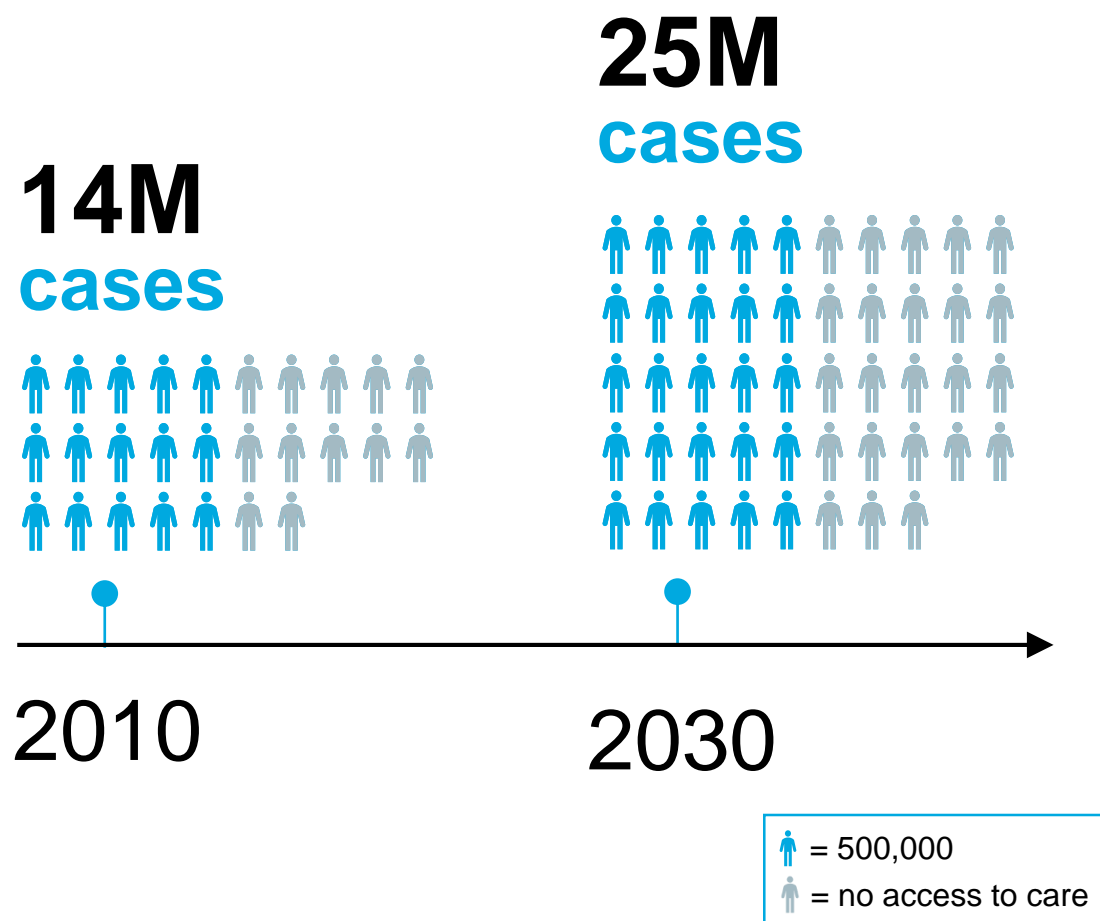 14M
cases
25M
cases
2010
2030
= 500,000
= no access to care